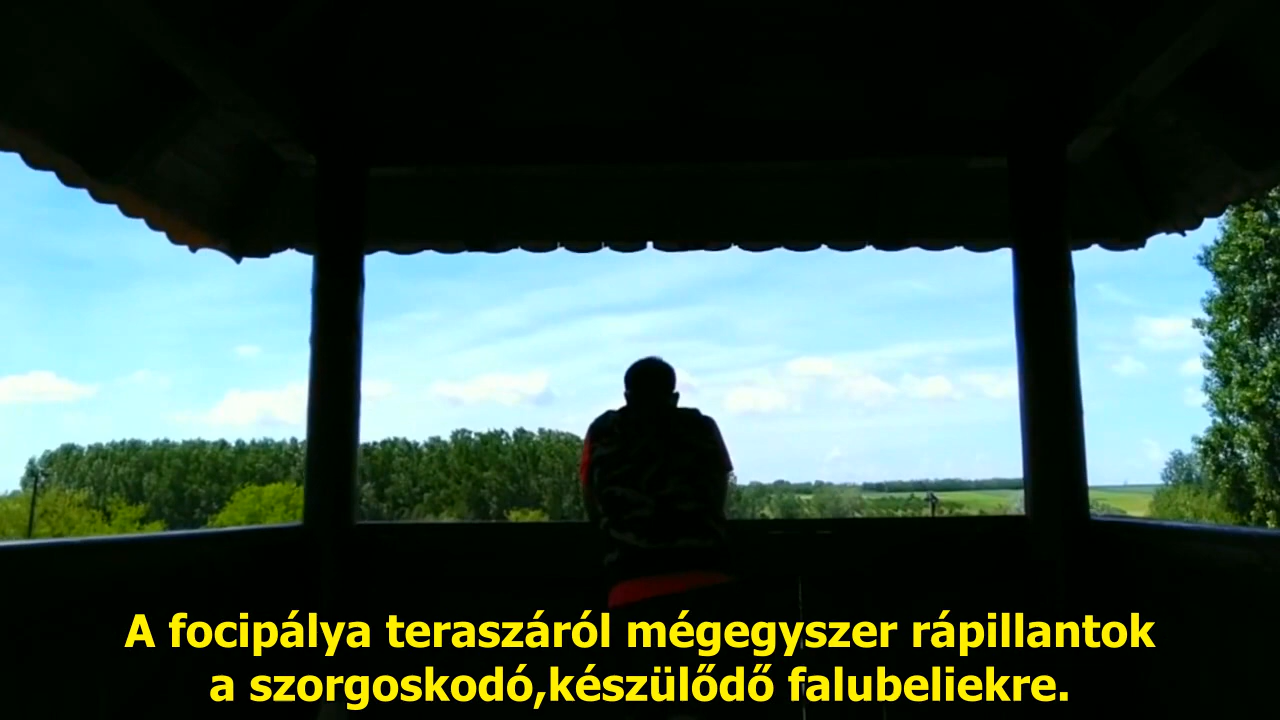 A focipálya teraszáról mégegyszer rápillantok
a szorgoskodó,készülődő falubeliekre.